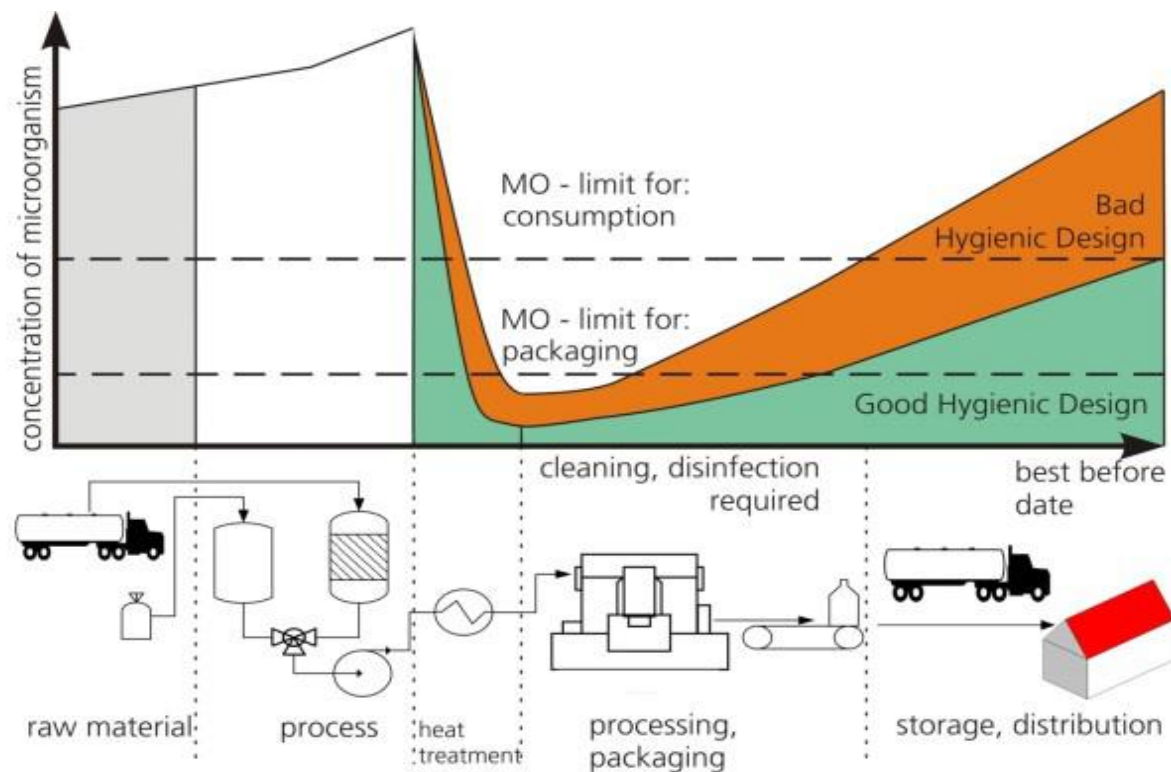 concentration of microorganism
MO - limit for:
consumption
Bad
Hygienic Design
MO - limit for:
packaging
Good Hygienic Design
cleaning, disinfection
required
best before
date
raw material
process
heat
treatment
processing,
packaging
storage, distribution